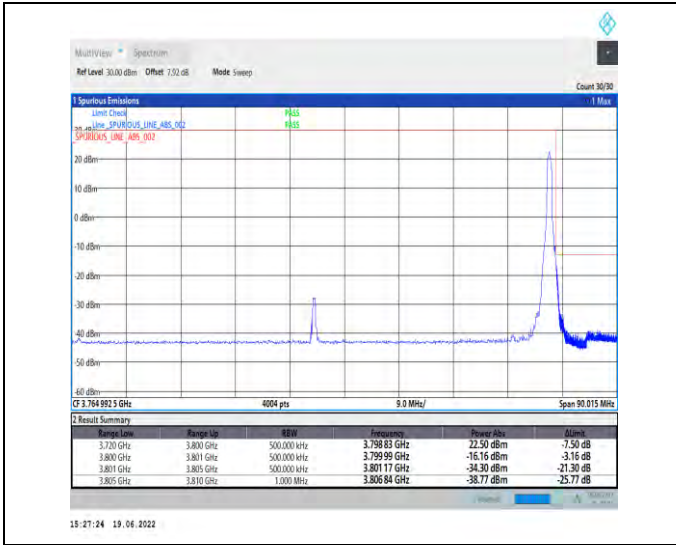 MultiView Spectrum
Ref Level 30.00 dBm Offset 7.92 dB Mode Sweep
Count 30/30
1 Spurious Emissions 1 Max
Limit Check PASS
Line _SPURIOUS_LINE_ABS_002 PASS
_SPURIOUS_LINE_ABS_002
20 dBm
10 dBm
0 dBm
-10 dBm
-20 dBm
-30 dBm
-40 dBm
-50 dBm
-60 dBm
CF 3.764 992 5 GHz 4004 pts 9.0 MHz/ Span 90.015 MHz
2 Result Summary
Range Low Range Up RBW Frequency Power Abs ΔLimit
3.720 GHz 3.800 GHz 500.000 kHz 3.798 83 GHz 22.50 dBm -7.50 dB
3.800 GHz 3.801 GHz 500.000 kHz 3.799 99 GHz -16.16 dBm -3.16 dB
3.801 GHz 3.805 GHz 500.000 kHz 3.801 17 GHz -34.30 dBm -21.30 dB
3.805 GHz 3.810 GHz 1.000 MHz 3.806 84 GHz -38.77 dBm -25.77 dB
15:27:24 19.06.2022